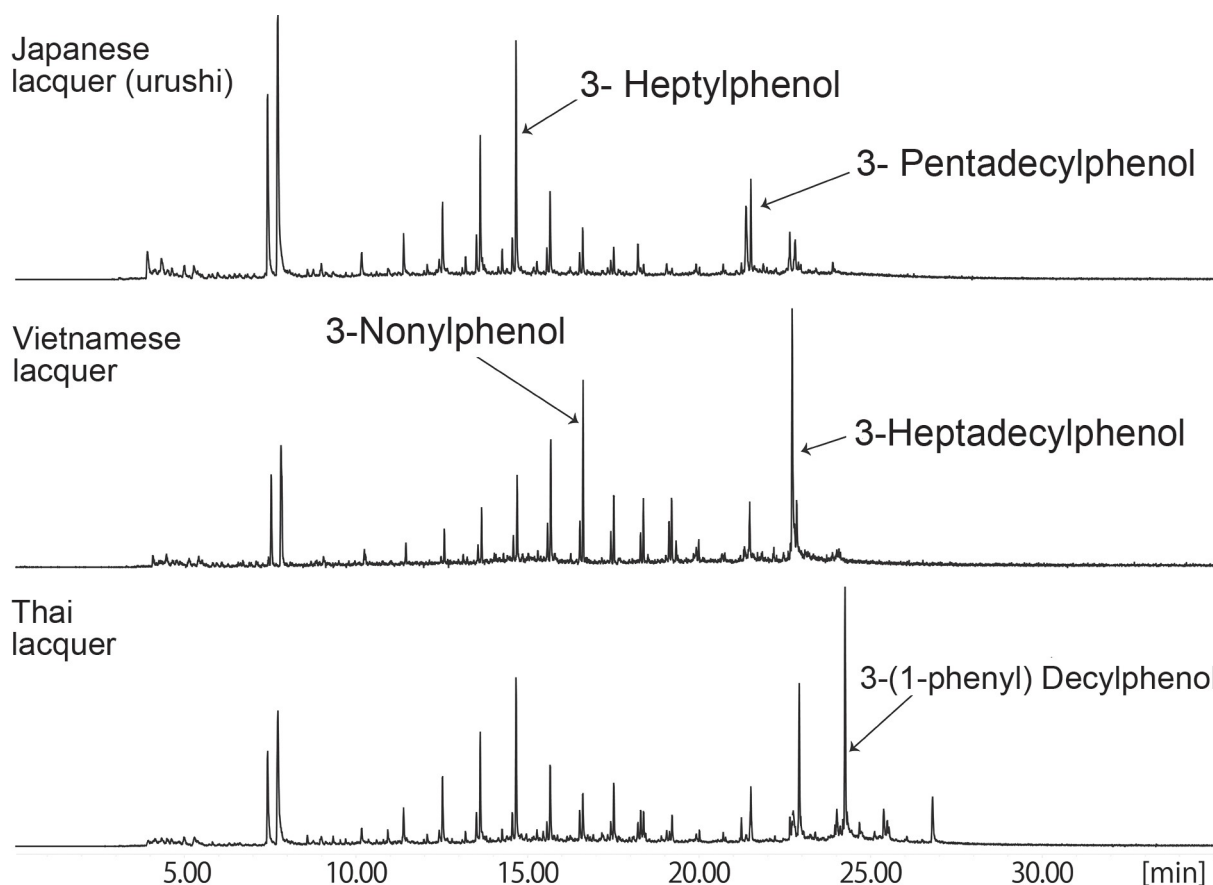 Japanese
lacquer (urushi)
3- Heptylphenol
3- Pentadecylphenol
Vietnamese
lacquer
3-Nonylphenol
3-Heptadecylphenol
Thai
lacquer
3-(1-phenyl) Decylphenol
5.00 10.00 15.00 20.00 25.00 30.00 [min]